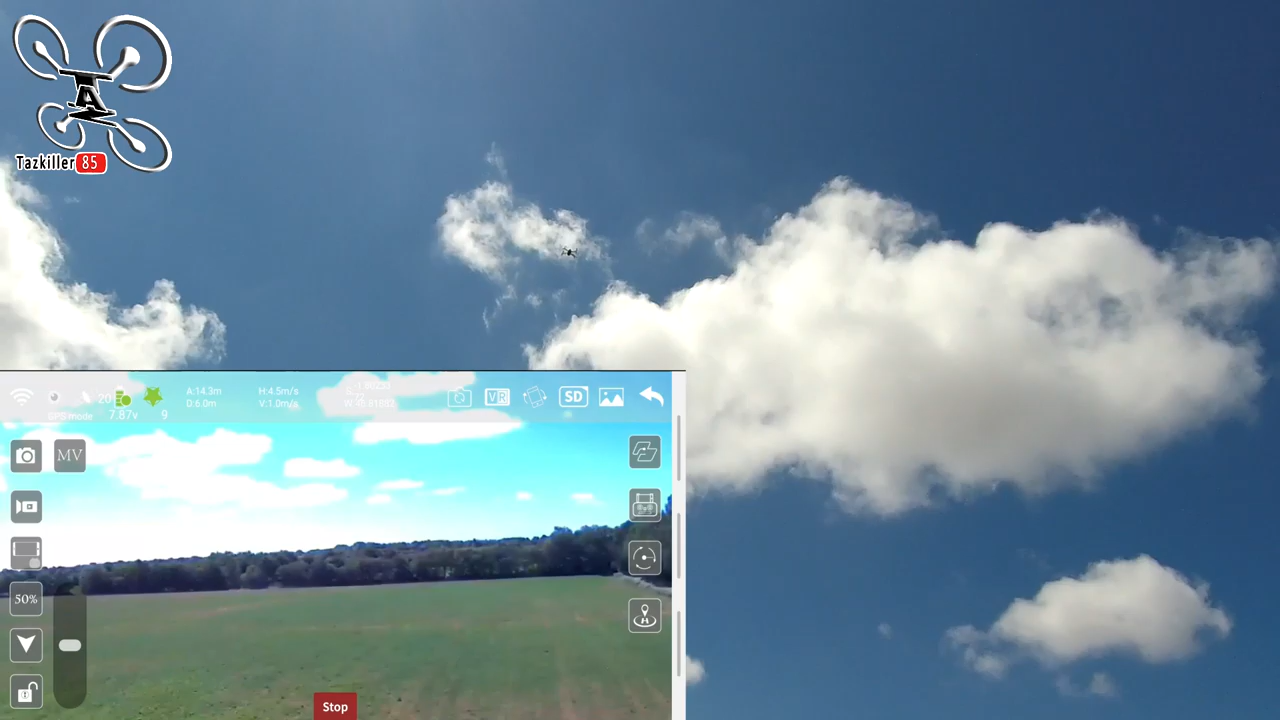 A
Tazkiller 85
20
GPS mode
7.87v
9
A:14.3m
D:6.0m
H:4.5m/s
V:1.0m/s
VR
SD
MV
50%
H
Stop